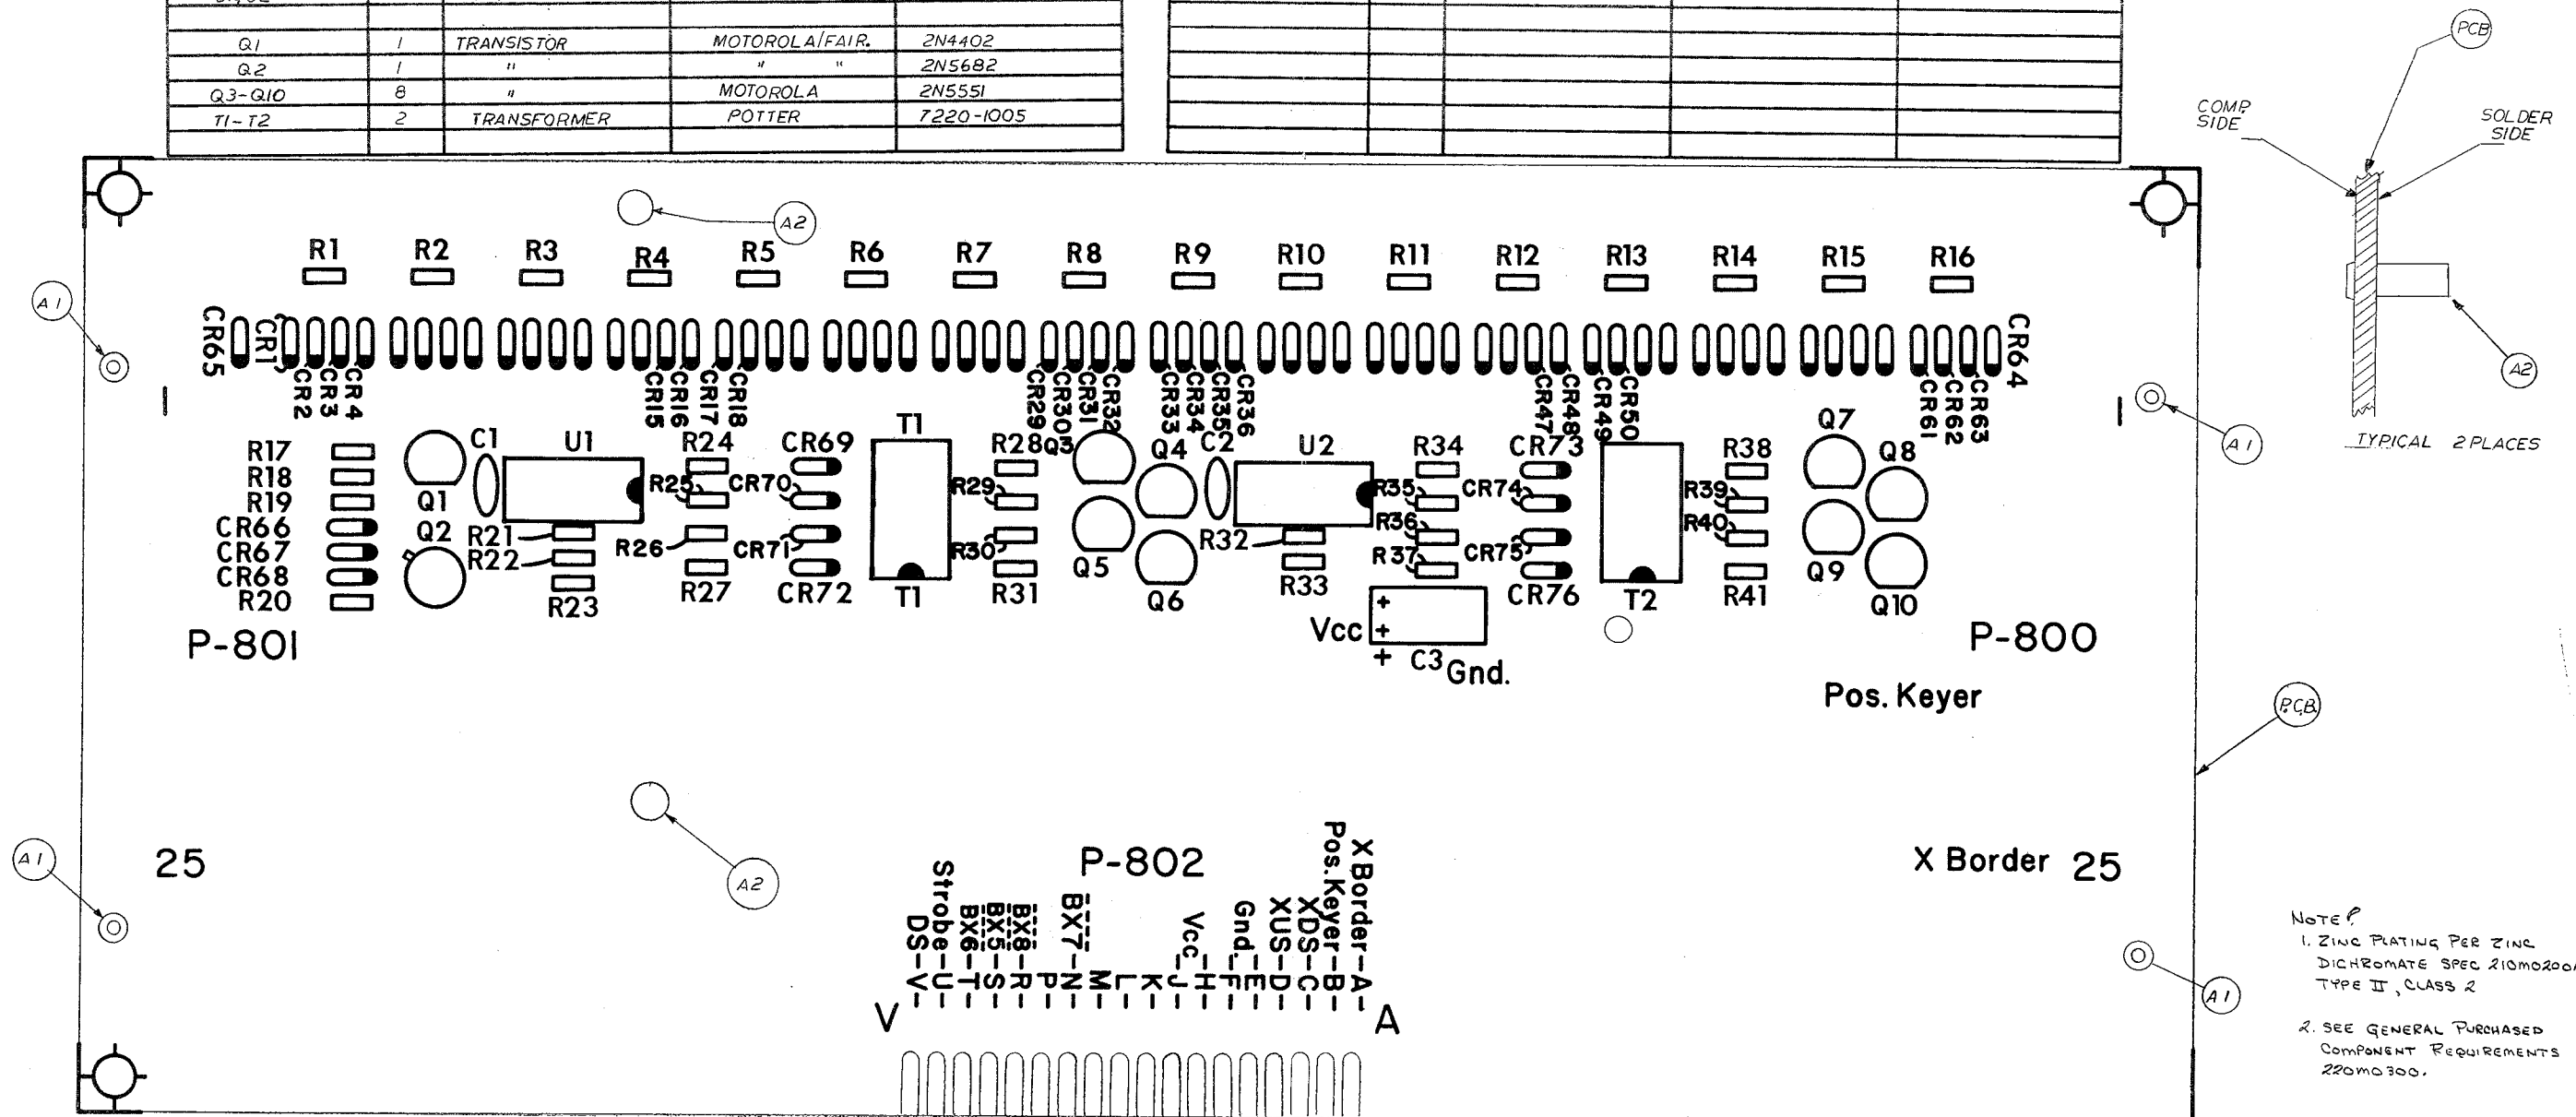 Q1 1 TRANSISTOR MOTOROLA/FAIR. 2N4402
Q2 1 " " " 2N5682
Q3-Q10 8 " MOTOROLA 2N5551
T1-T2 2 TRANSFORMER POTTER 7220-1005
PCB
COMP. SIDE
SOLDER SIDE
A2
TYPICAL 2 PLACES
A2
R1 R2 R3 R4 R5 R6 R7 R8 R9 R10 R11 R12 R13 R14 R15 R16
A1
CR65 CR1 CR2 CR3 CR4 CR15 CR16 CR17 CR18 CR29 CR30 CR31 CR32 CR33 CR34 CR35 CR36 CR47 CR48 CR49 CR50 CR61 CR62 CR63 CR64
A1
R17 C1 U1 R24 CR69 T1 R28 Q3 Q4 C2 U2 R34 CR73 R38 Q7 Q8
R18 R25 CR70 R29 R35 CR74 R39
R19 Q1
CR66 Q2 R21 R26 CR71 R30 R32 R36 CR75 R40
CR67 R22 R37
CR68 R27 CR72 T1 R31 Q5 R33 CR76 T2 R41 Q9
R20 R23 Q6 Q10
P-801
+
Vcc +
+ C3 Gnd.
P-800
Pos. Keyer
P.C.B.
25
A1
A2
P-802
X Border 25
DS-V-
Strobe-U-
BX6-T-
BX5-S-
BX8-R-
P-
BX7-N-
M-
L-
K-
Vcc -J-
-H-
Gnd. -F-
-E-
XUS-D-
XDS-C-
Pos.Keyer-B-
X Border-A-
V A
A1
NOTE:
1. ZINC PLATING PER ZINC
DICHROMATE SPEC
TYPE II, CLASS 2
2. SEE GENERAL PURCHASED
COMPONENT REQUIREMENTS
220M0300.